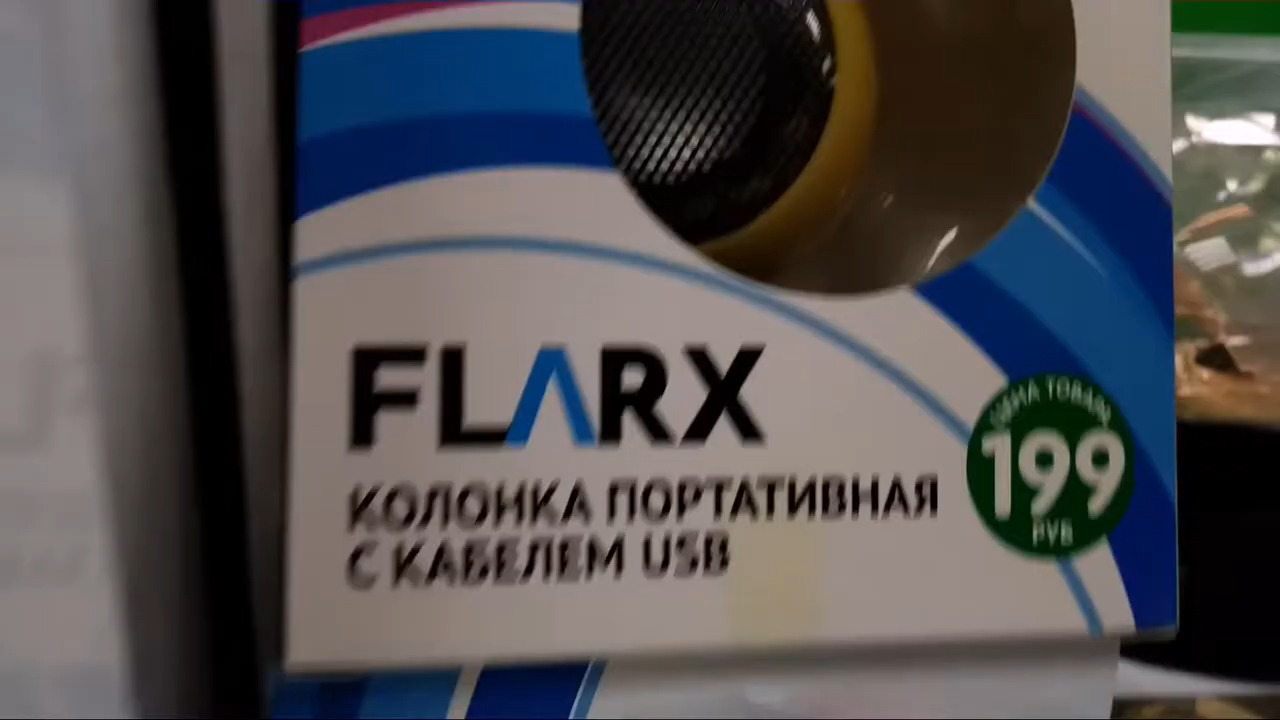 FLARX
КОЛОНКА ПОРТАТИВНАЯ
С КАБЕЛЕМ USB
ЦЕНА ТОВАРА
199
РУБ